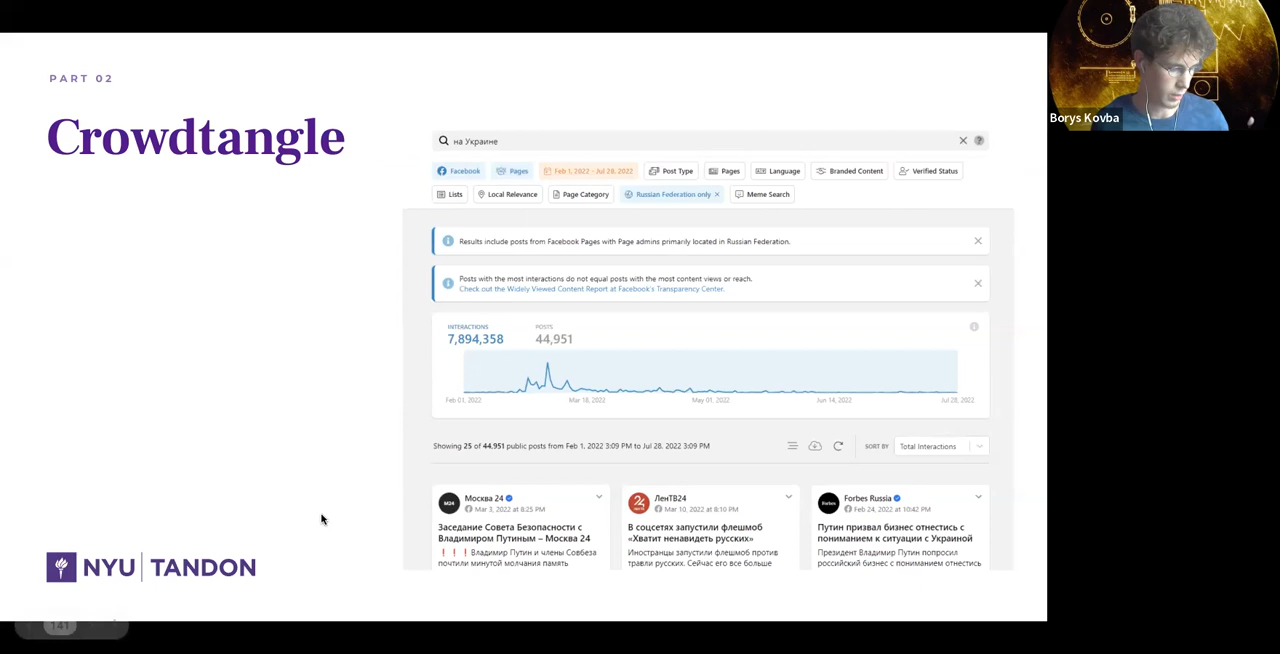 PART 02
Crowdtangle
Borys Kovba
на Украине
Facebook Pages Feb 1, 2022 - Jul 28, 2022 Post Type Pages Language Branded Content Verified Status
Lists Local Relevance Page Category Russian Federation only Meme Search
Results include posts from Facebook Pages with Page admins primarily located in Russian Federation.
Posts with the most interactions do not equal posts with the most content views or reach.
Check out the Widely Viewed Content Report at Facebook's Transparency Center.
INTERACTIONS POSTS
7,894,358 44,951
Feb 01, 2022 Mar 18, 2022 May 01, 2022 Jun 14, 2022 Jul 28, 2022
Showing 25 of 44,951 public posts from Feb 1, 2022 3:09 PM to Jul 28, 2022 3:09 PM
SORT BY Total Interactions
M24 Москва 24
Mar 3, 2022 at 8:25 PM
Заседание Совета Безопасности с
Владимиром Путиным – Москва 24
❗❗❗Владимир Путин и члены Совбеза
почтили минутой молчания память
24 ЛенТВ24
Mar 10, 2022 at 8:10 PM
В соцсетях запустили флешмоб
«Хватит ненавидеть русских»
Иностранцы запустили флешмоб против
травли русских. Сейчас его все больше
Forbes Forbes Russia
Feb 24, 2022 at 10:42 PM
Путин призвал бизнес отнестись с
пониманием к ситуации с Украиной
Президент Владимир Путин попросил
российский бизнес с пониманием отнестись
NYU TANDON
141